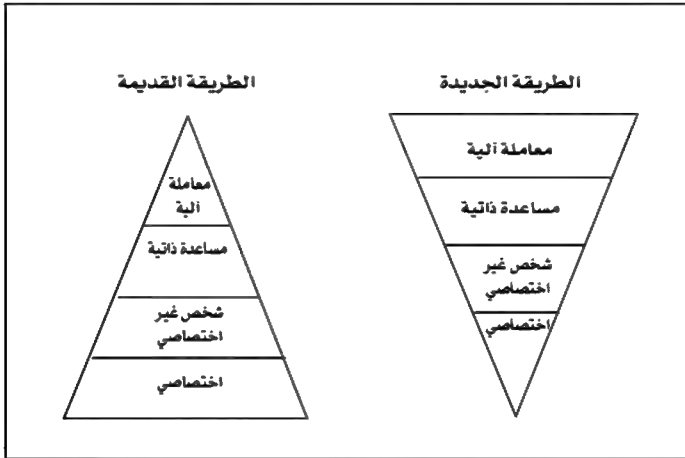 الطريقة الجديدة
معاملة آلية
مساعدة ذاتية
شخص غير
اختصاصي
اختصاصي
الطريقة القديمة
معاملة
آلية
مساعدة ذاتية
شخص غير
اختصاصي
اختصاصي